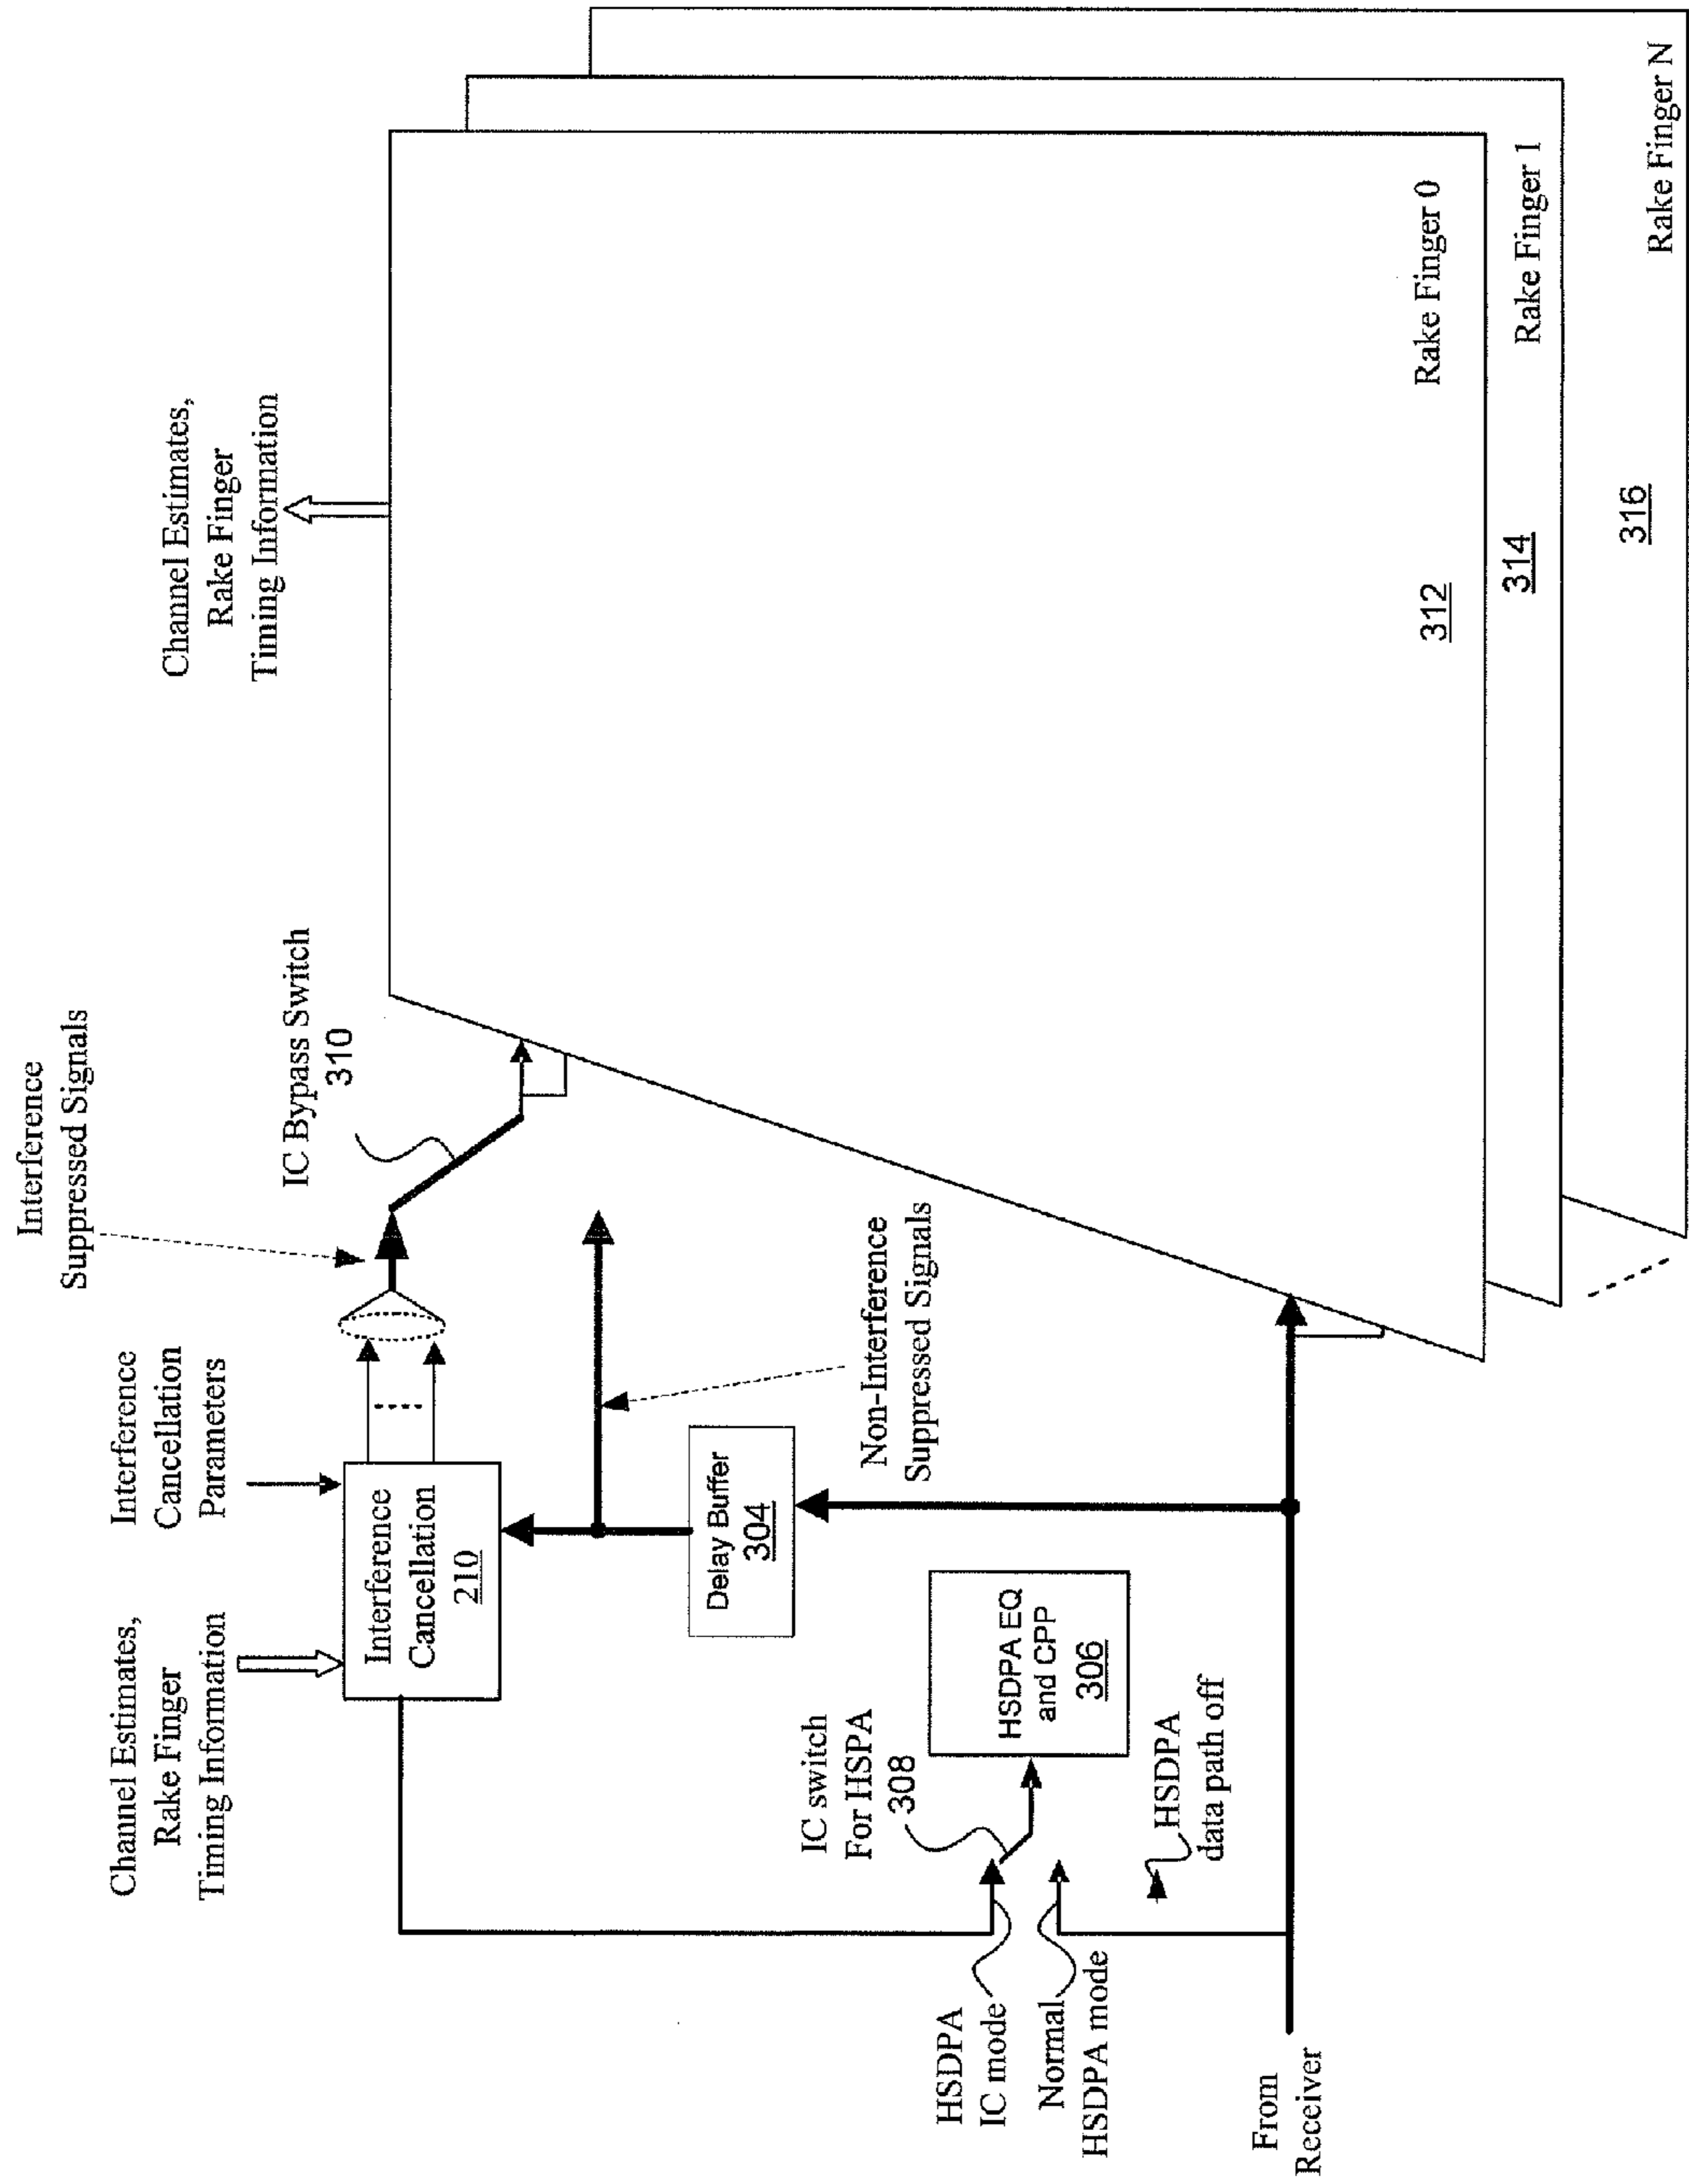 Interference
Suppressed Signals
Channel Estimates,
Rake Finger
Timing Information
Interference
Cancellation
Parameters
Channel Estimates,
Rake Finger
Timing Information
IC Bypass Switch
310
Interference
Cancellation
210
Delay Buffer
304
Non-Interference
Suppressed Signals
IC switch
For HSPA
308
HSDPA EQ
and CPP
306
HSDPA
IC mode
Normal
HSDPA mode
HSDPA
data path off
From
Receiver
312
Rake Finger 0
314
Rake Finger 1
316
Rake Finger N